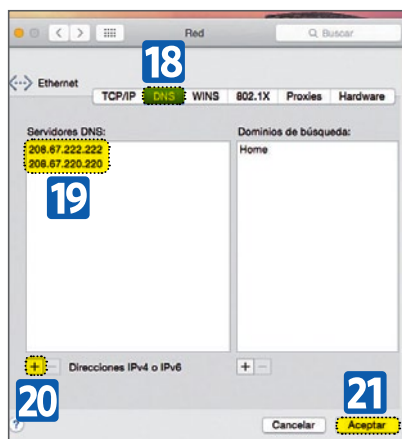 Red
Buscar
18
Ethernet
TCP/IP DNS WINS 802.1X Proxies Hardware
Servidores DNS:
Dominios de búsqueda:
208.67.222.222
Home
208.67.220.220
19
+ − Direcciones IPv4 o IPv6
+ −
20
21
?
Cancelar
Aceptar